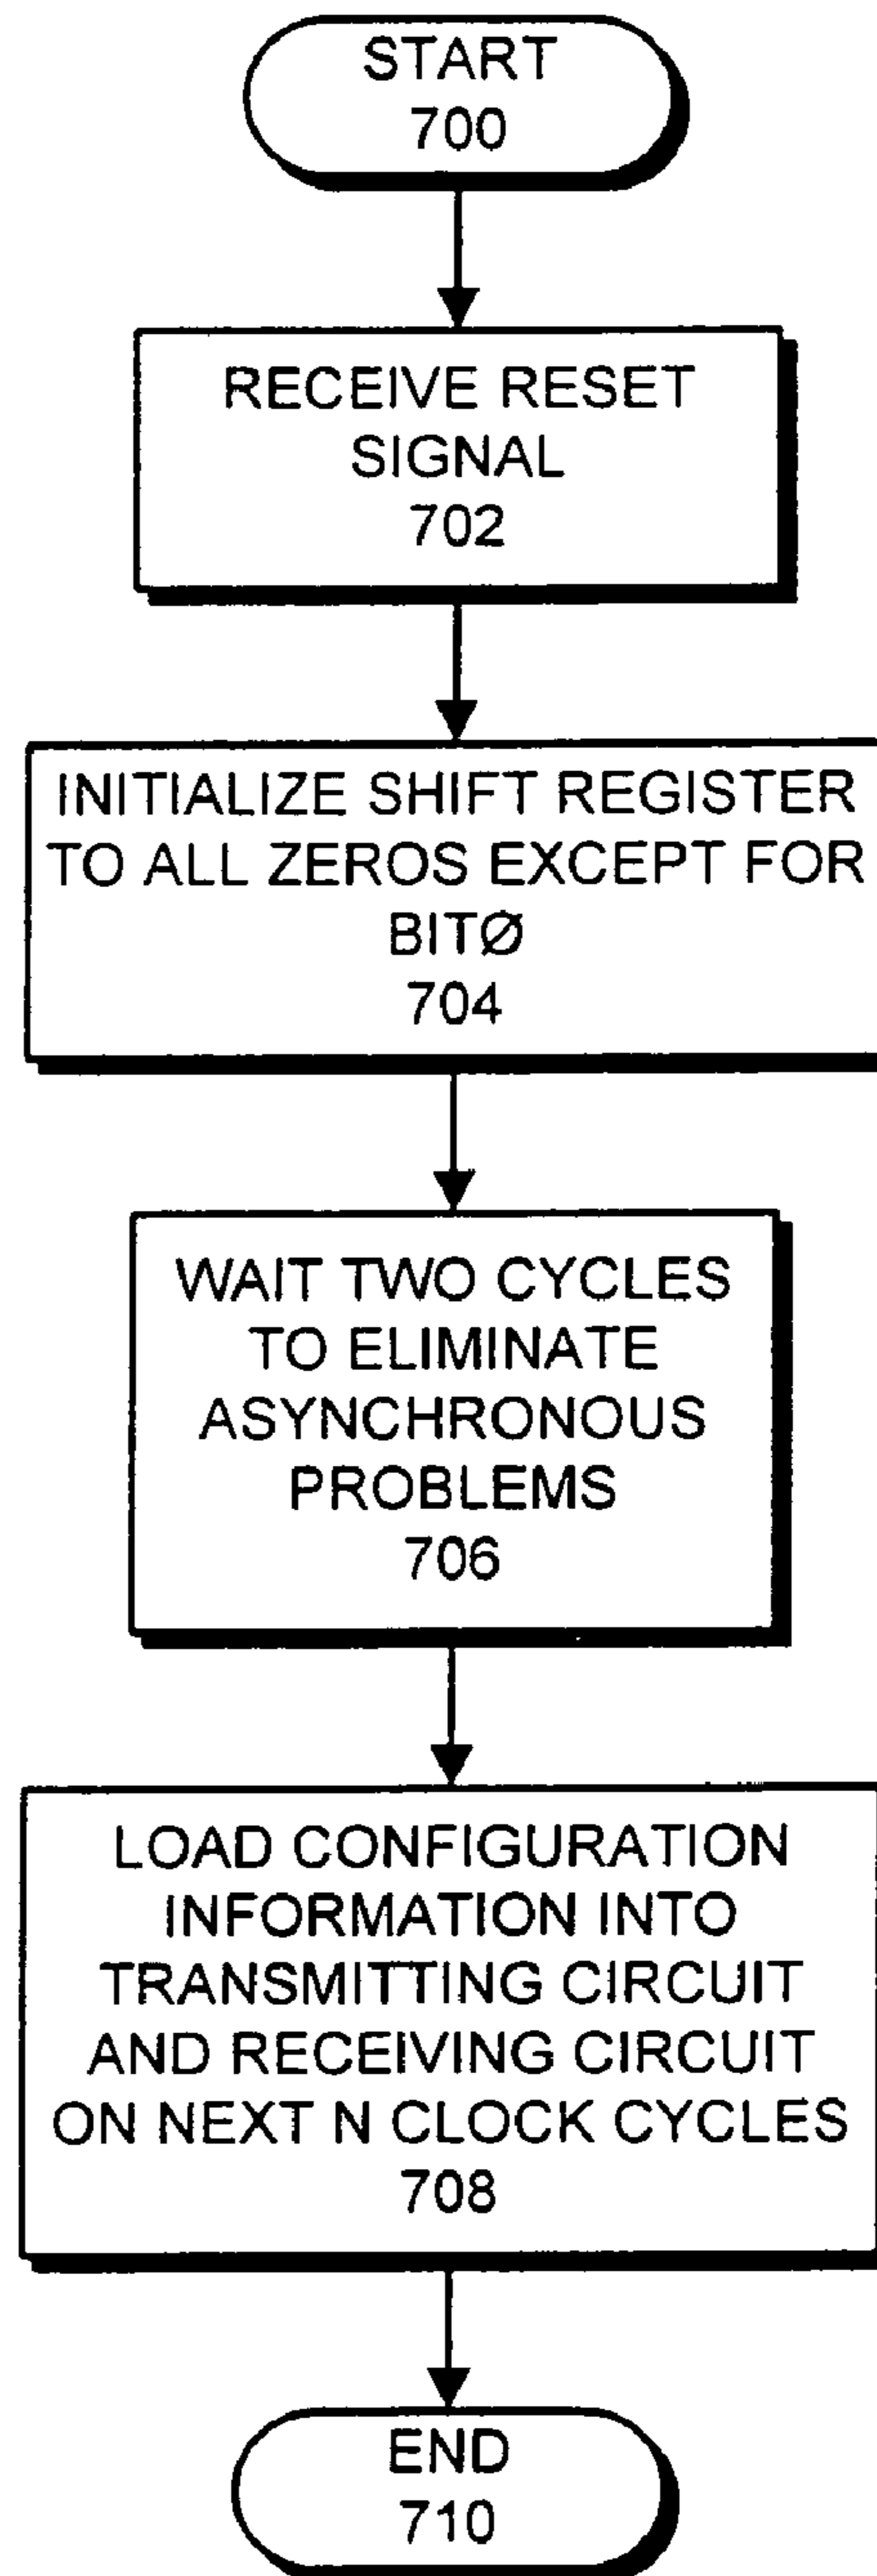 START
700
RECEIVE RESET
SIGNAL
702
INITIALIZE SHIFT REGISTER
TO ALL ZEROS EXCEPT FOR
BITØ
704
WAIT TWO CYCLES
TO ELIMINATE
ASYNCHRONOUS
PROBLEMS
706
LOAD CONFIGURATION
INFORMATION INTO
TRANSMITTING CIRCUIT
AND RECEIVING CIRCUIT
ON NEXT N CLOCK CYCLES
708
END
710